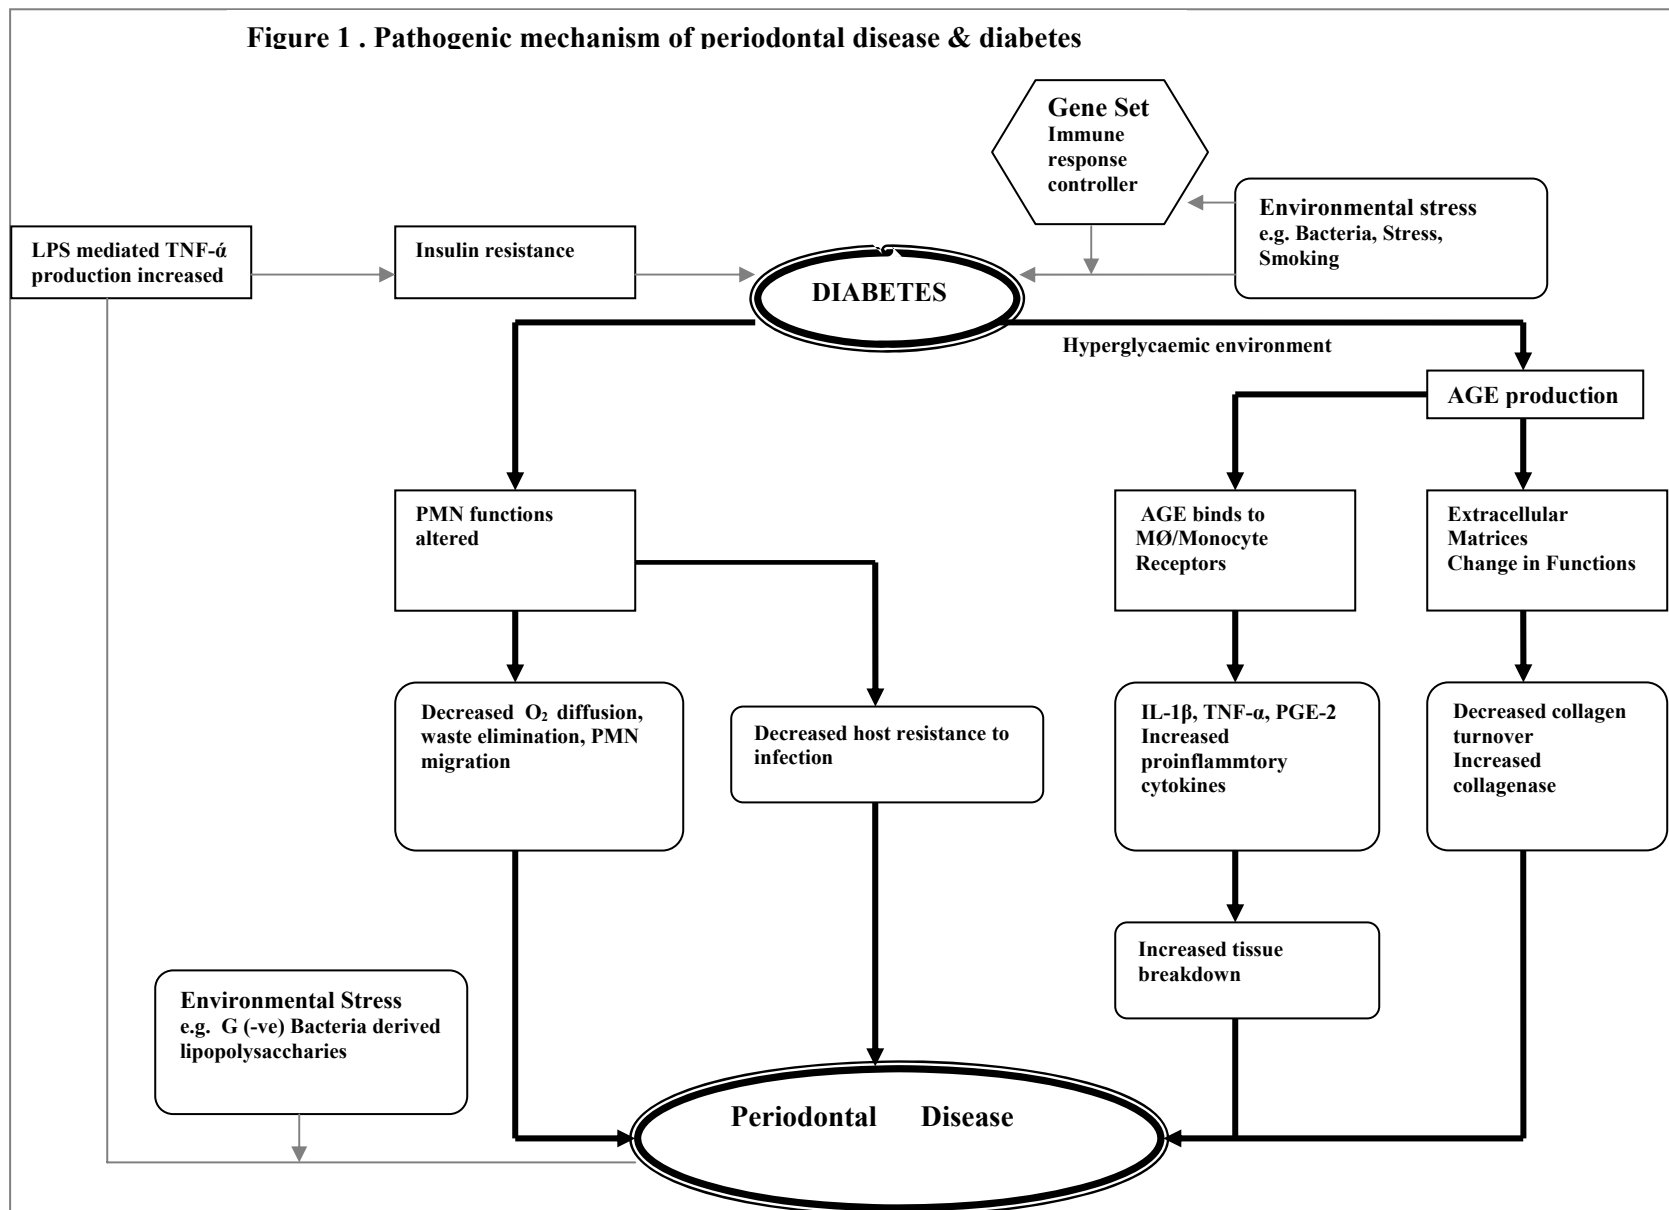 Figure 1 . Pathogenic mechanism of periodontal disease & diabetes
Gene Set
Immune
response
controller
Environmental stress
e.g. Bacteria, Stress,
Smoking
LPS mediated TNF-ά
production increased
Insulin resistance
DIABETES
Hyperglycaemic environment
AGE production
PMN functions
altered
AGE binds to
MØ/Monocyte
Receptors
Extracellular
Matrices
Change in Functions
Decreased O₂ diffusion,
waste elimination, PMN
migration
Decreased host resistance to
infection
IL-1β, TNF-α, PGE-2
Increased
proinflammtory
cytokines
Decreased collagen
turnover
Increased
collagenase
Increased tissue
breakdown
Environmental Stress
e.g. G (-ve) Bacteria derived
lipopolysaccharies
Periodontal Disease